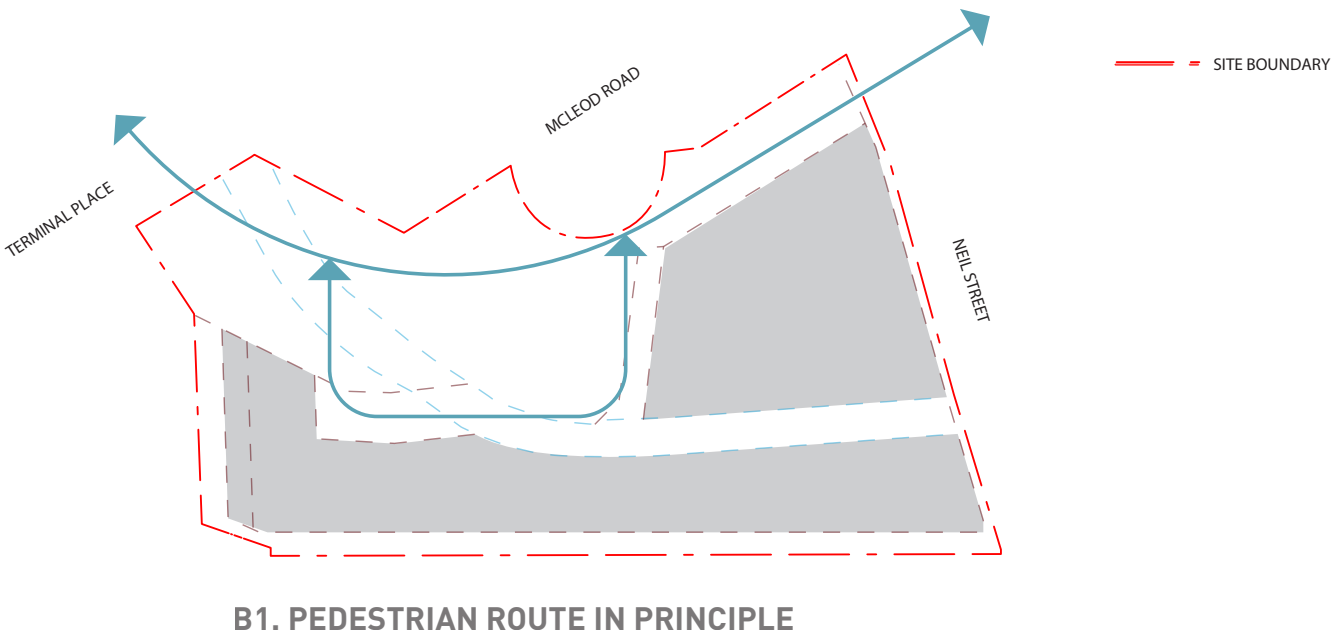 SITE BOUNDARY
MCLEOD ROAD
TERMINAL PLACE
NEIL STREET
B1. PEDESTRIAN ROUTE IN PRINCIPLE